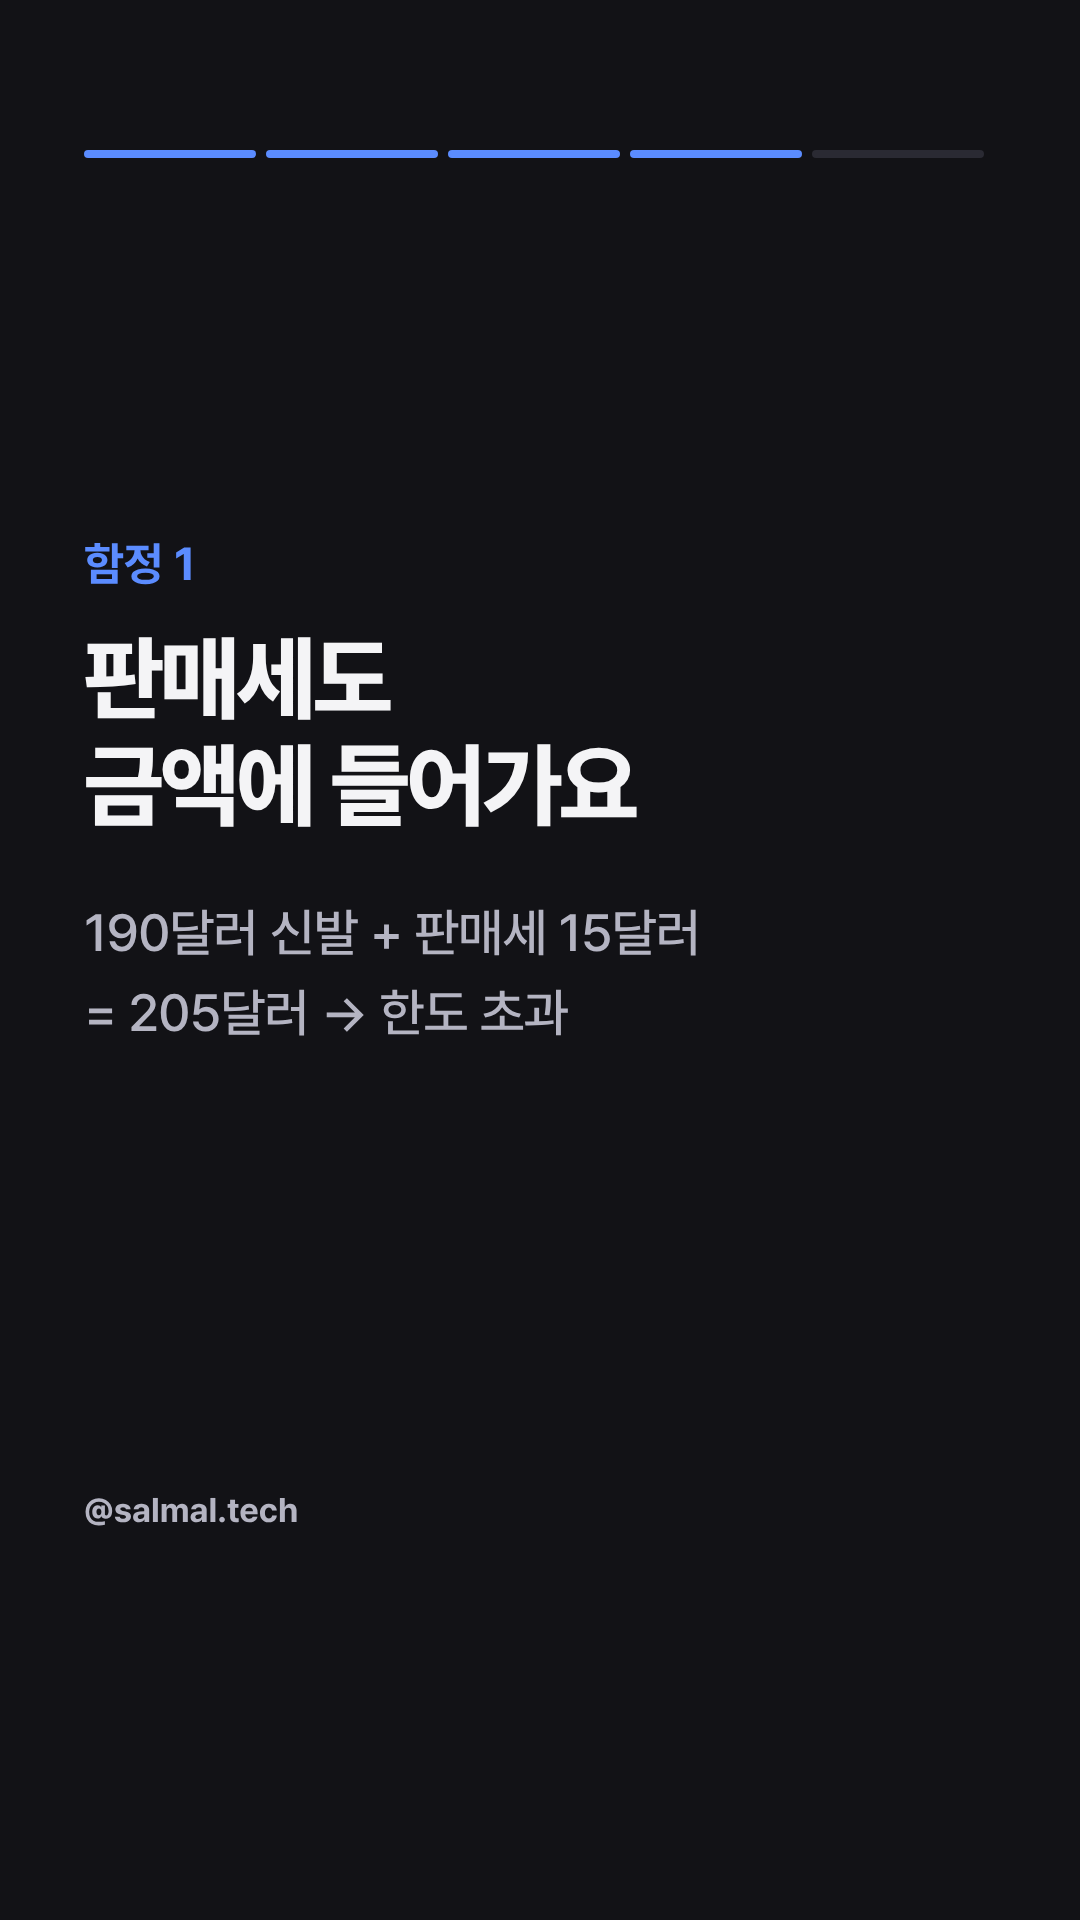 함정 1
판매세도
금액에 들어가요
190달러 신발 + 판매세 15달러
= 205달러 → 한도 초과
@salmal.tech